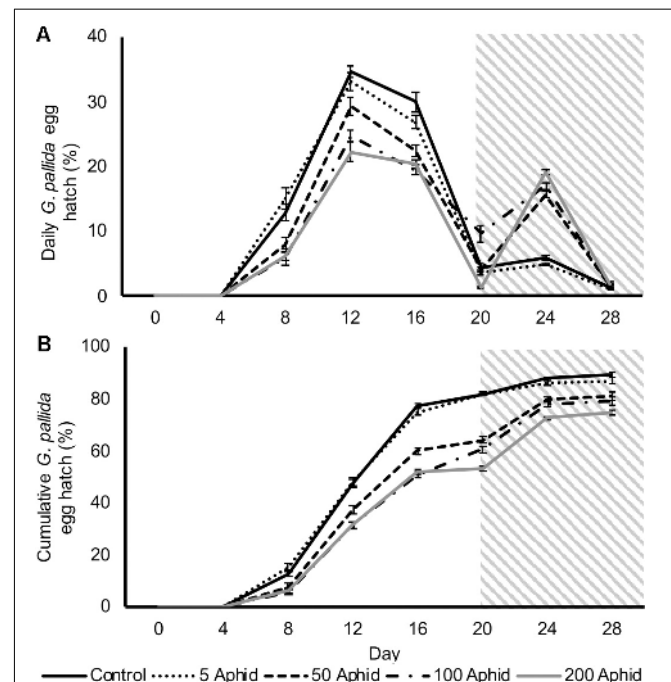 A
Daily G. pallida egg
hatch (%)
40
30
20
10
0
0 4 8 12 16 20 24 28
B
Cumulative G. pallida
egg hatch (%)
100
80
60
40
20
0
0 4 8 12 16 20 24 28
Day
Control 5 Aphid 50 Aphid 100 Aphid 200 Aphid